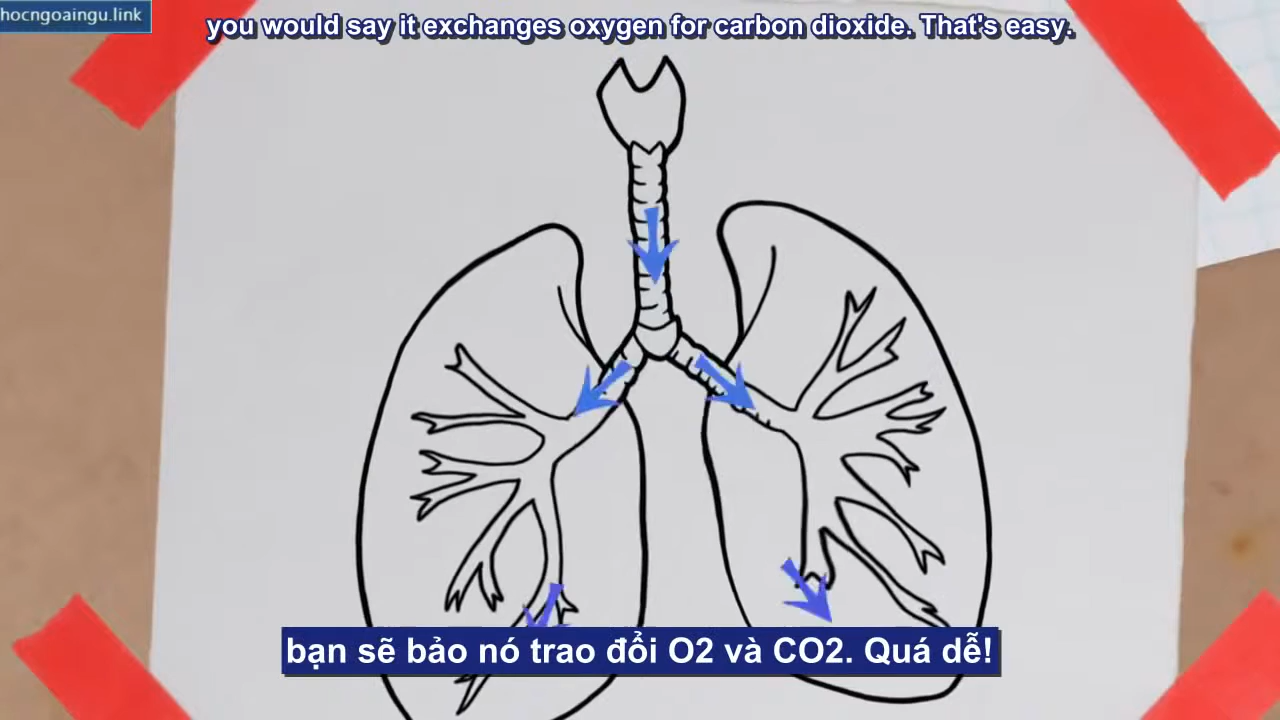 hocngoaingu.link
you would say it exchanges oxygen for carbon dioxide. That's easy.
bạn sẽ bảo nó trao đổi O2 và CO2. Quá dễ!